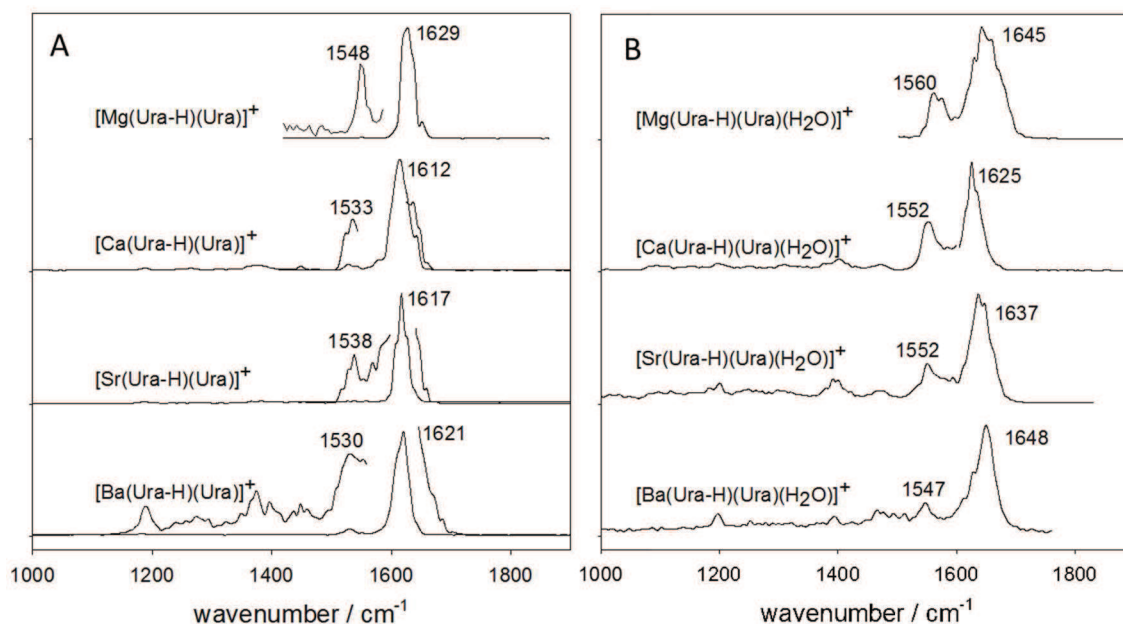 A
1548
1629
[Mg(Ura-H)(Ura)]+
1533
1612
[Ca(Ura-H)(Ura)]+
1538
1617
[Sr(Ura-H)(Ura)]+
1530
1621
[Ba(Ura-H)(Ura)]+
1000 1200 1400 1600 1800
wavenumber / cm-1
B
1560
1645
[Mg(Ura-H)(Ura)(H2O)]+
1552
1625
[Ca(Ura-H)(Ura)(H2O)]+
1552
1637
[Sr(Ura-H)(Ura)(H2O)]+
1547
1648
[Ba(Ura-H)(Ura)(H2O)]+
1000 1200 1400 1600 1800
wavenumber / cm-1